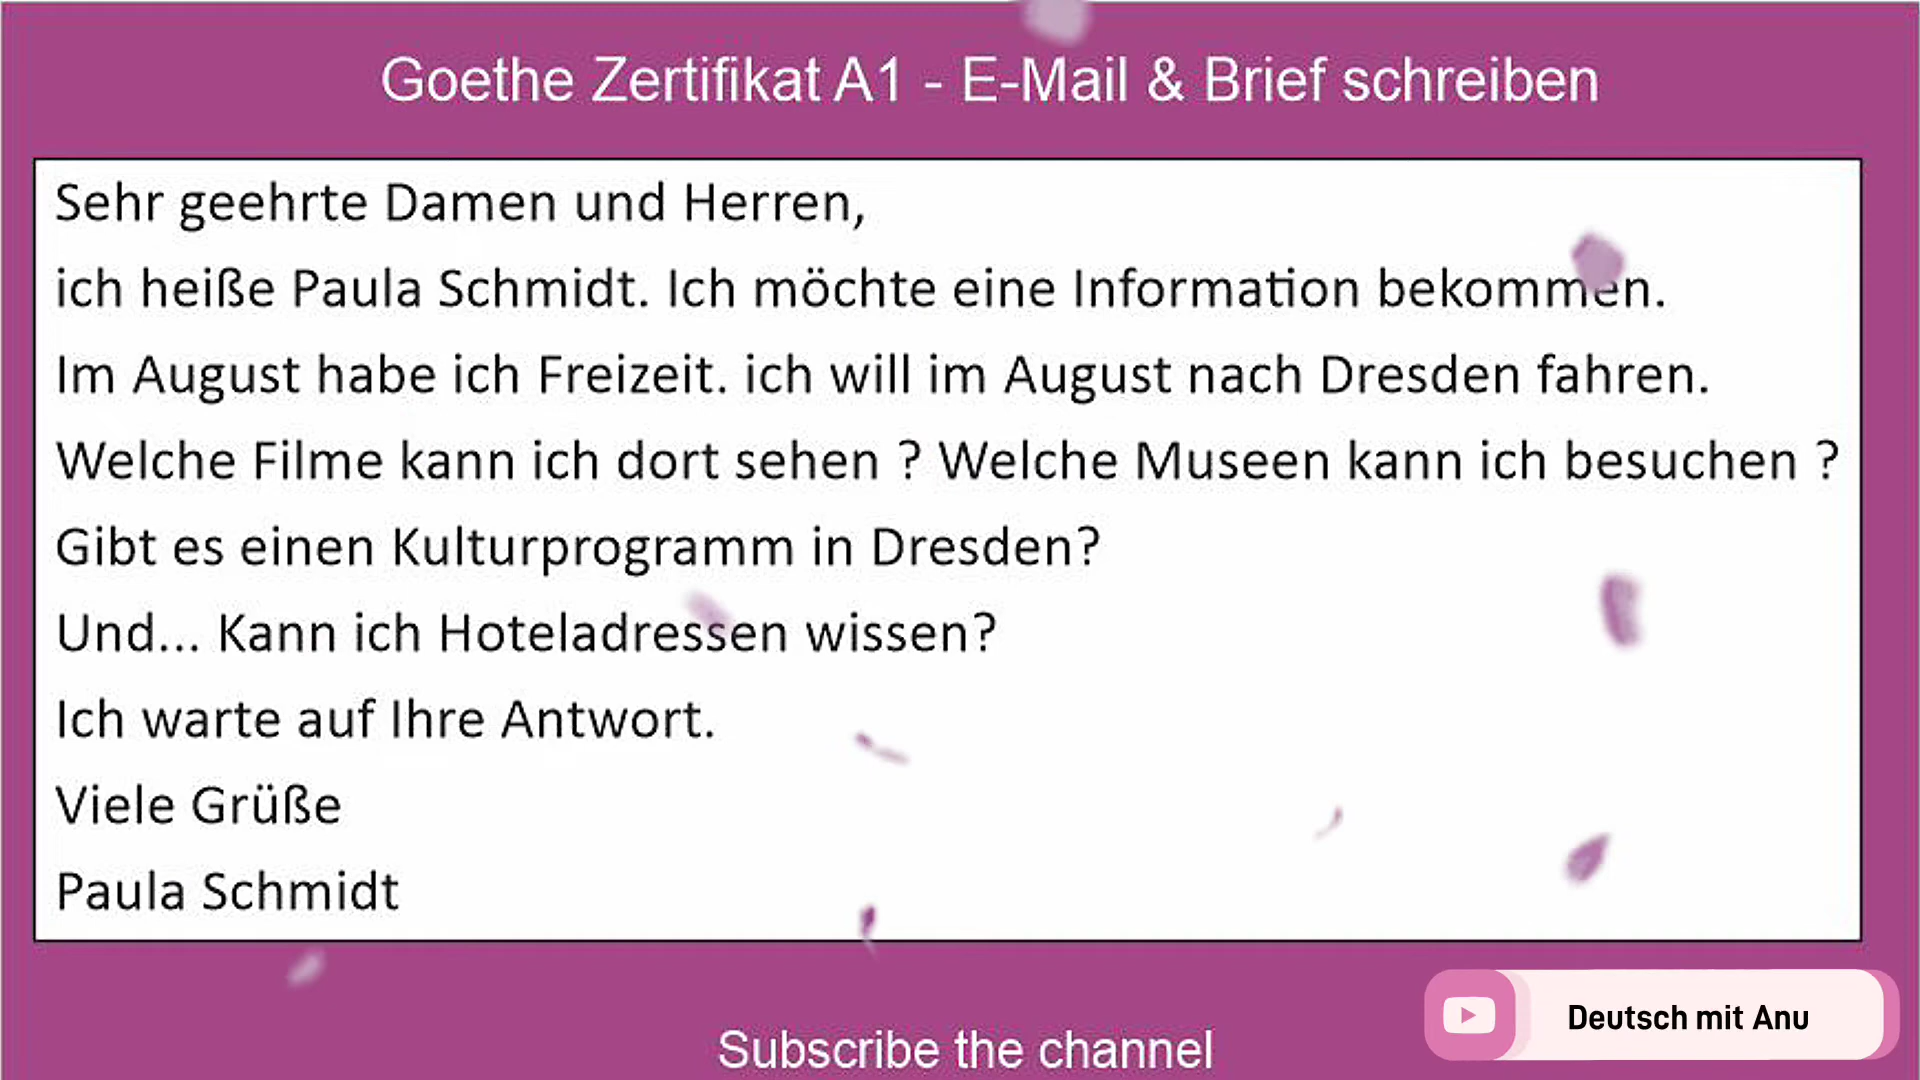 Goethe Zertifikat A1 - E-Mail & Brief schreiben
Sehr geehrte Damen und Herren,
ich heiße Paula Schmidt. Ich möchte eine Information bekommen.
Im August habe ich Freizeit. ich will im August nach Dresden fahren.
Welche Filme kann ich dort sehen ? Welche Museen kann ich besuchen ?
Gibt es einen Kulturprogramm in Dresden?
Und... Kann ich Hoteladressen wissen?
Ich warte auf Ihre Antwort.
Viele Grüße
Paula Schmidt
Deutsch mit Anu
Subscribe the channel